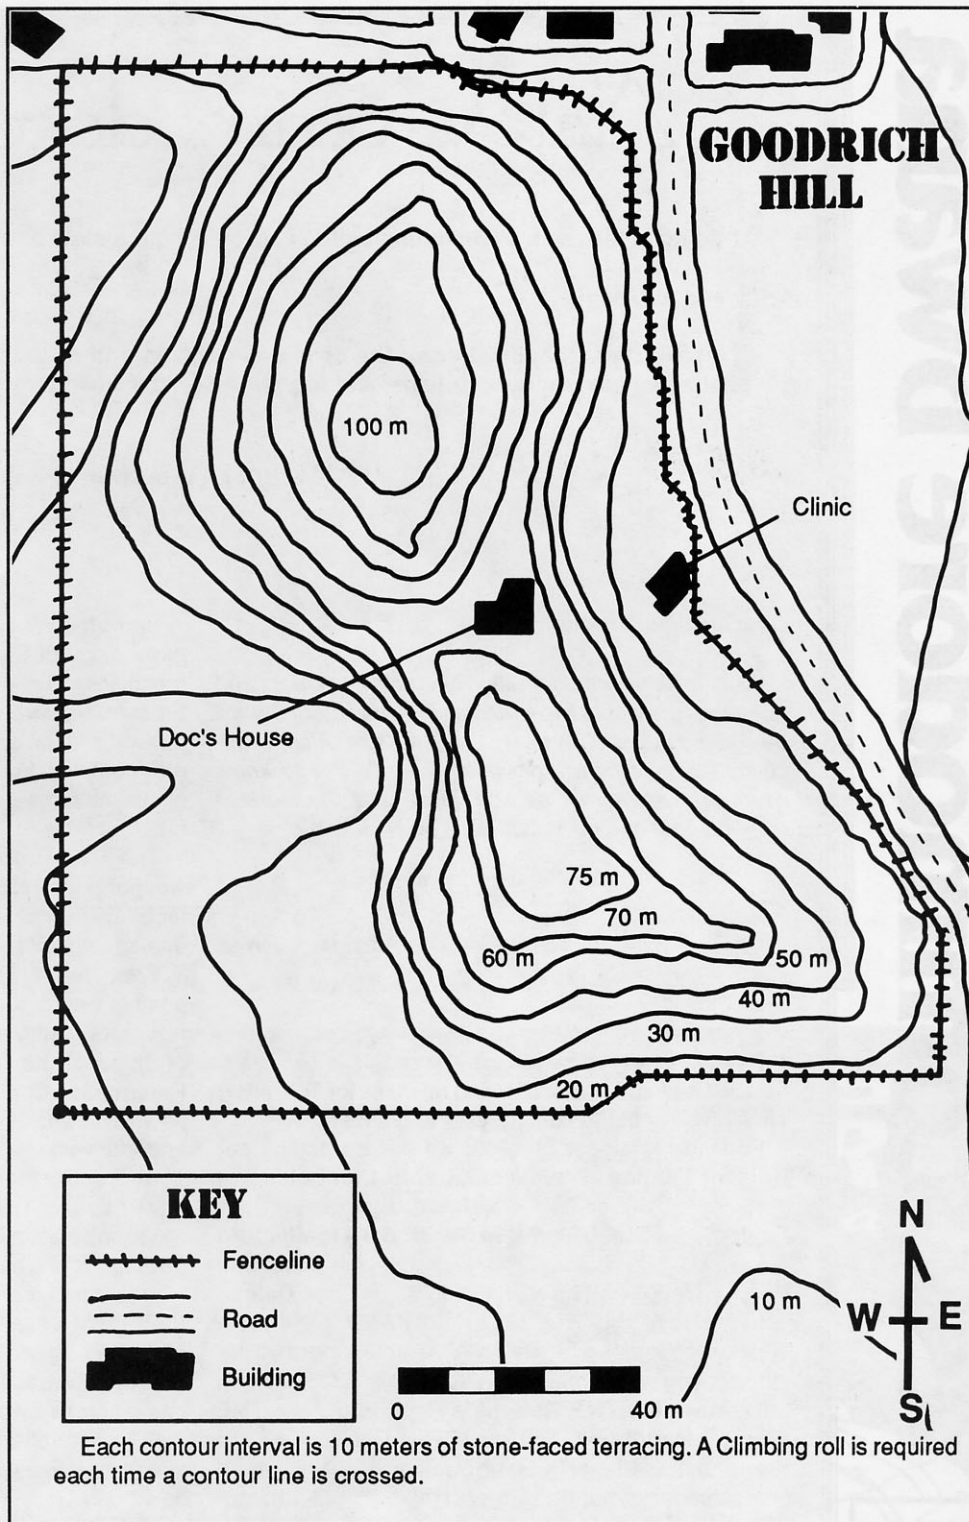 GOODRICH
HILL
100 m
Clinic
Doc's House
75 m
70 m
60 m
50 m
40 m
30 m
20 m
KEY
Fenceline
Road
Building
10 m
N
W E
S
0 40 m
Each contour interval is 10 meters of stone-faced terracing. A Climbing roll is required
each time a contour line is crossed.